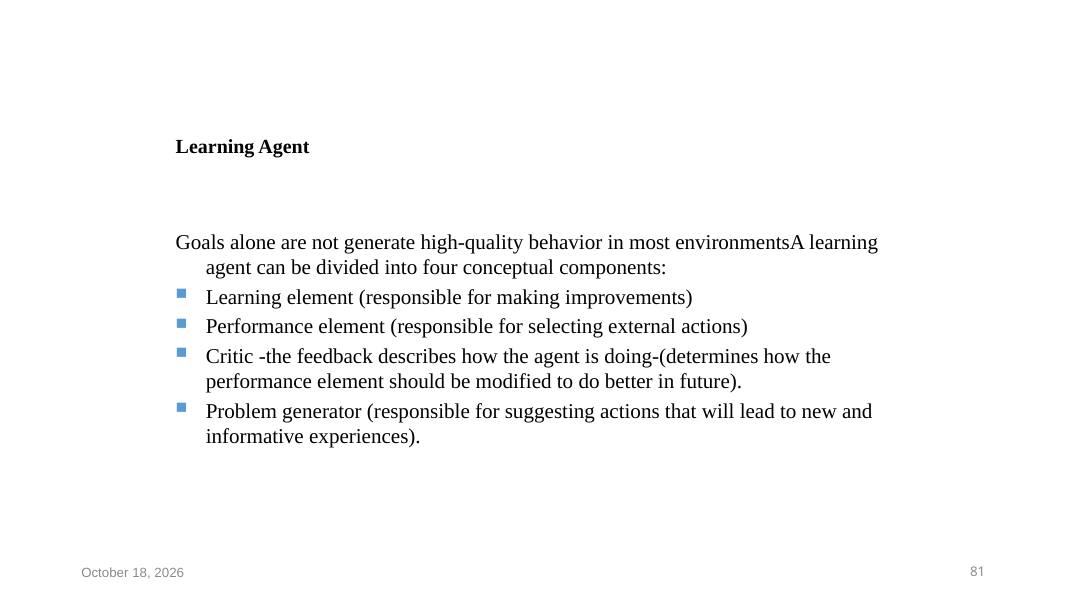 Learning Agent
Goals alone are not generate high-quality behavior in most environmentsA learning
agent can be divided into four conceptual components:
Learning element (responsible for making improvements)
Performance element (responsible for selecting external actions)
Critic -the feedback describes how the agent is doing-(determines how the
performance element should be modified to do better in future).
Problem generator (responsible for suggesting actions that will lead to new and
informative experiences).
October 18, 2026
81